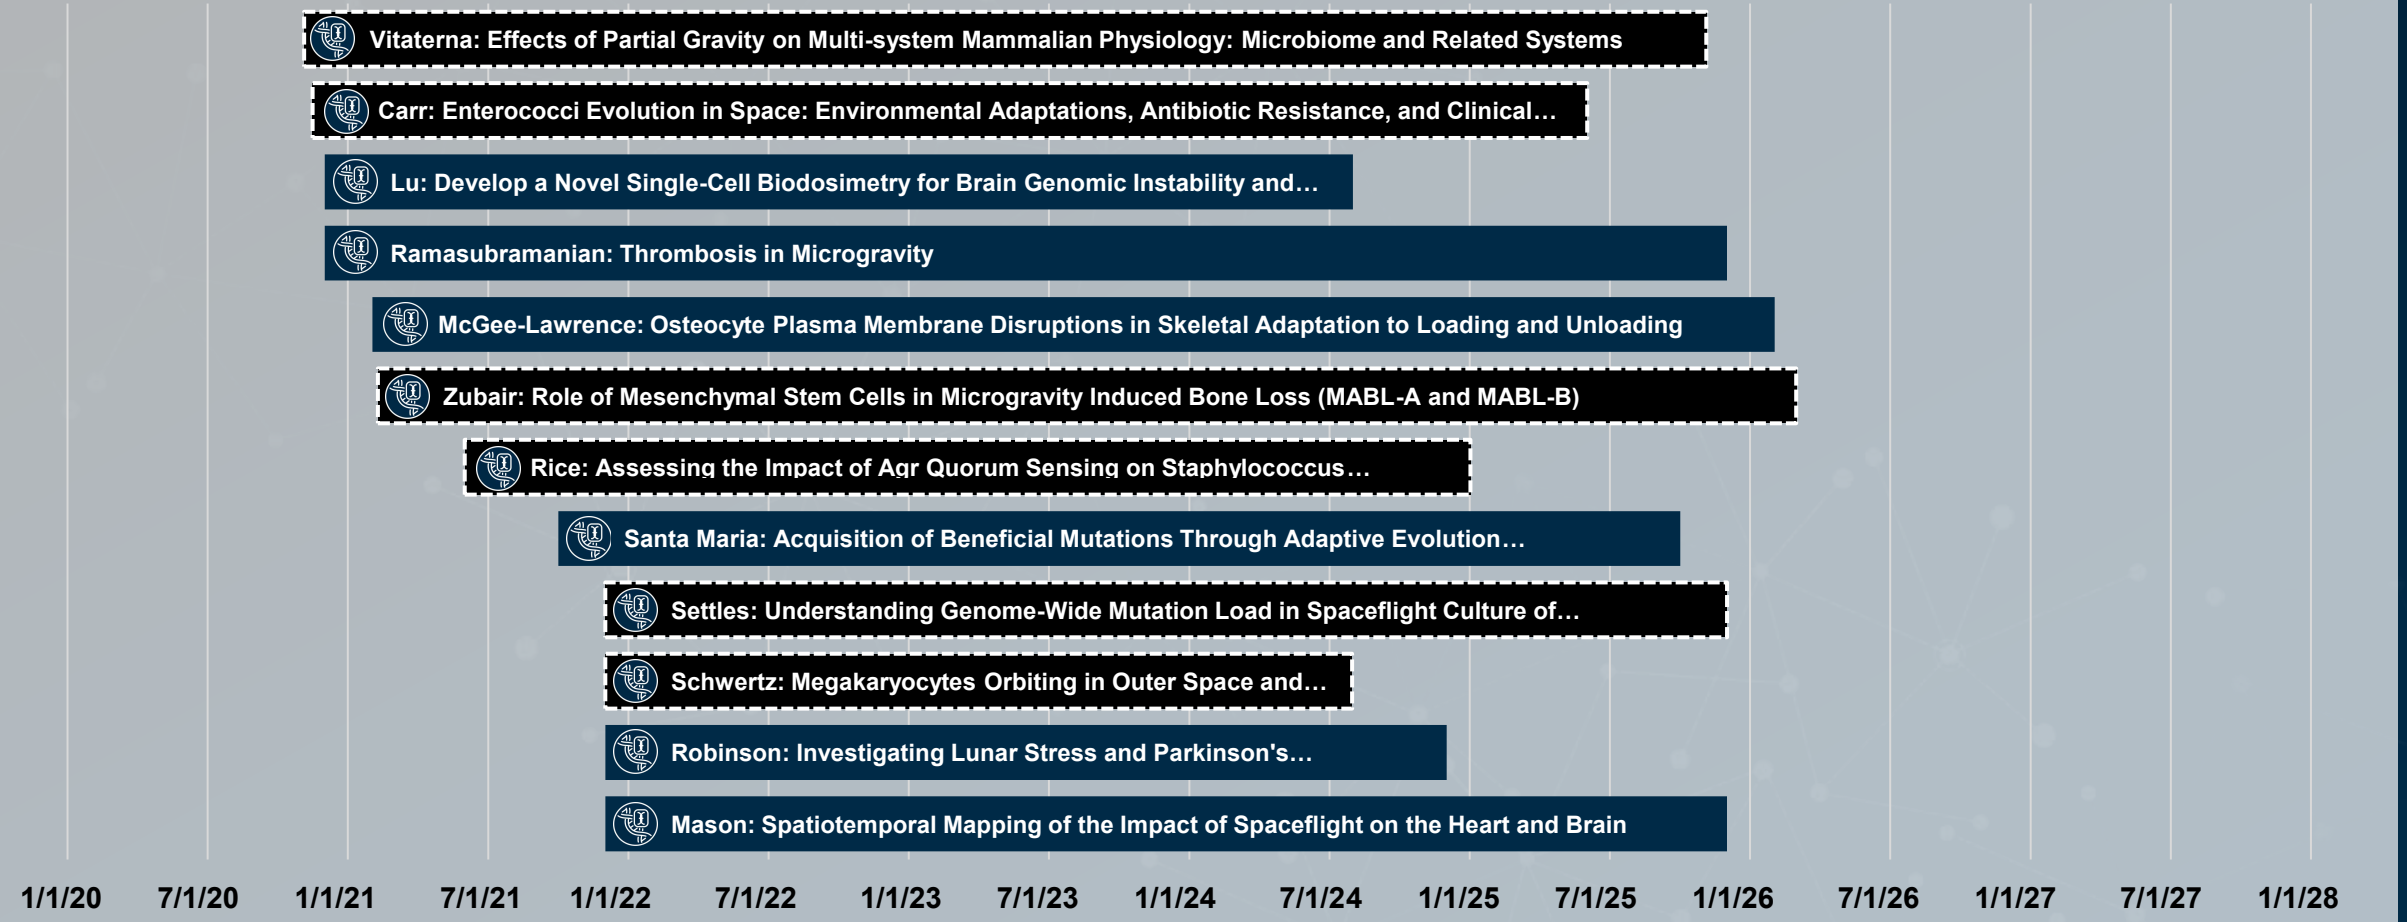 Vitaterna: Effects of Partial Gravity on Multi-system Mammalian Physiology: Microbiome and Related Systems
Carr: Enterococci Evolution in Space: Environmental Adaptations, Antibiotic Resistance, and Clinical…
Lu: Develop a Novel Single-Cell Biodosimetry for Brain Genomic Instability and…
Ramasubramanian: Thrombosis in Microgravity
McGee-Lawrence: Osteocyte Plasma Membrane Disruptions in Skeletal Adaptation to Loading and Unloading
Zubair: Role of Mesenchymal Stem Cells in Microgravity Induced Bone Loss (MABL-A and MABL-B)
Rice: Assessing the Impact of Agr Quorum Sensing on Staphylococcus…
Santa Maria: Acquisition of Beneficial Mutations Through Adaptive Evolution…
Settles: Understanding Genome-Wide Mutation Load in Spaceflight Culture of…
Schwertz: Megakaryocytes Orbiting in Outer Space and…
Robinson: Investigating Lunar Stress and Parkinson's…
Mason: Spatiotemporal Mapping of the Impact of Spaceflight on the Heart and Brain
1/1/20 7/1/20 1/1/21 7/1/21 1/1/22 7/1/22 1/1/23 7/1/23 1/1/24 7/1/24 1/1/25 7/1/25 1/1/26 7/1/26 1/1/27 7/1/27 1/1/28